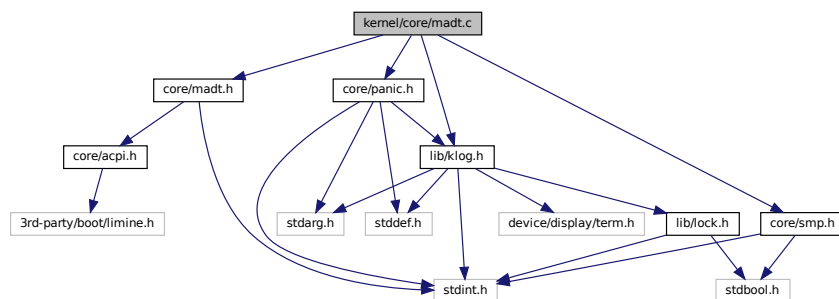 kernel/core/madt.c
core/madt.h
core/panic.h
core/acpi.h
lib/klog.h
3rd-party/boot/limine.h
stdarg.h
stddef.h
device/display/term.h
lib/lock.h
core/smp.h
stdint.h
stdbool.h